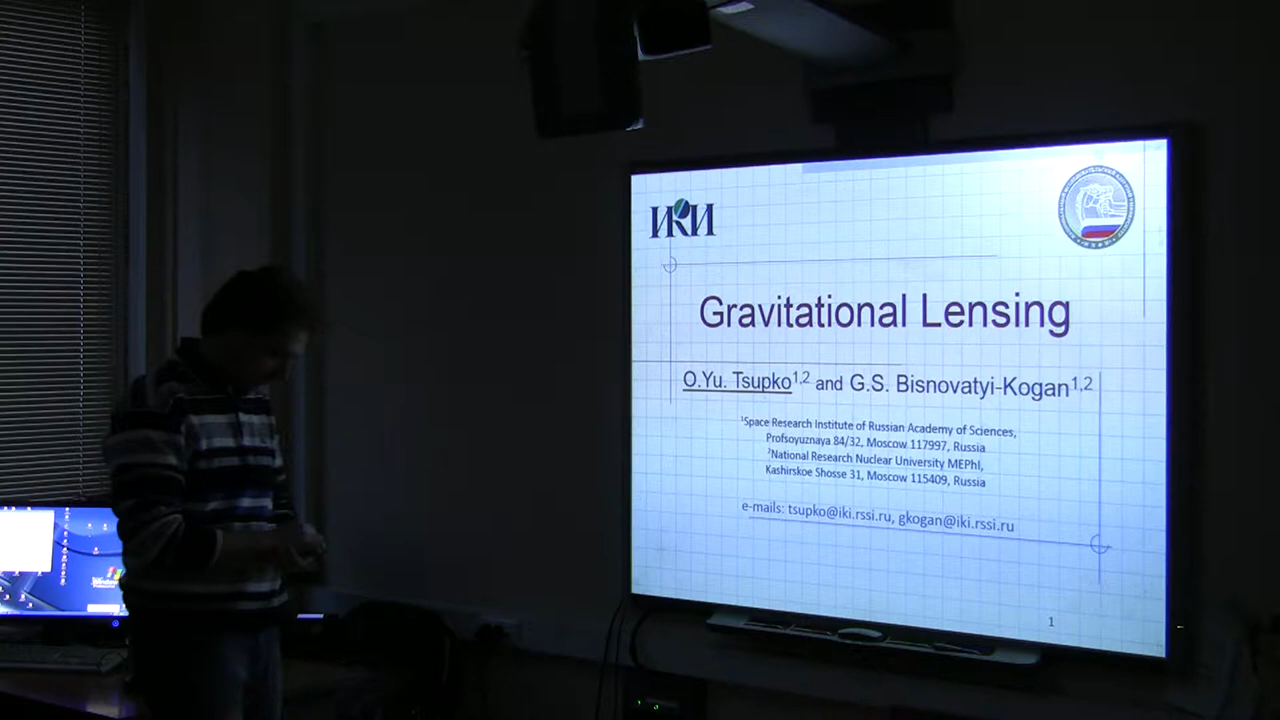 ИКИ
Gravitational Lensing
O.Yu. Tsupko1,2 and G.S. Bisnovatyi-Kogan1,2
1Space Research Institute of Russian Academy of Sciences,
Profsoyuznaya 84/32, Moscow 117997, Russia
2National Research Nuclear University MEPhI,
Kashirskoe Shosse 31, Moscow 115409, Russia
e-mails: tsupko@iki.rssi.ru, gkogan@iki.rssi.ru
1